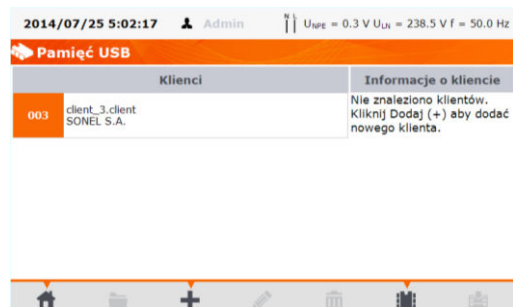 2014/07/25 5:02:17 Admin N L UNPE = 0.3 V ULN = 238.5 V f = 50.0 Hz
Pamięć USB
Klienci Informacje o kliencie
003 client_3.client
SONEL S.A.
Nie znaleziono klientów.
Kliknij Dodaj (+) aby dodać
nowego klienta.